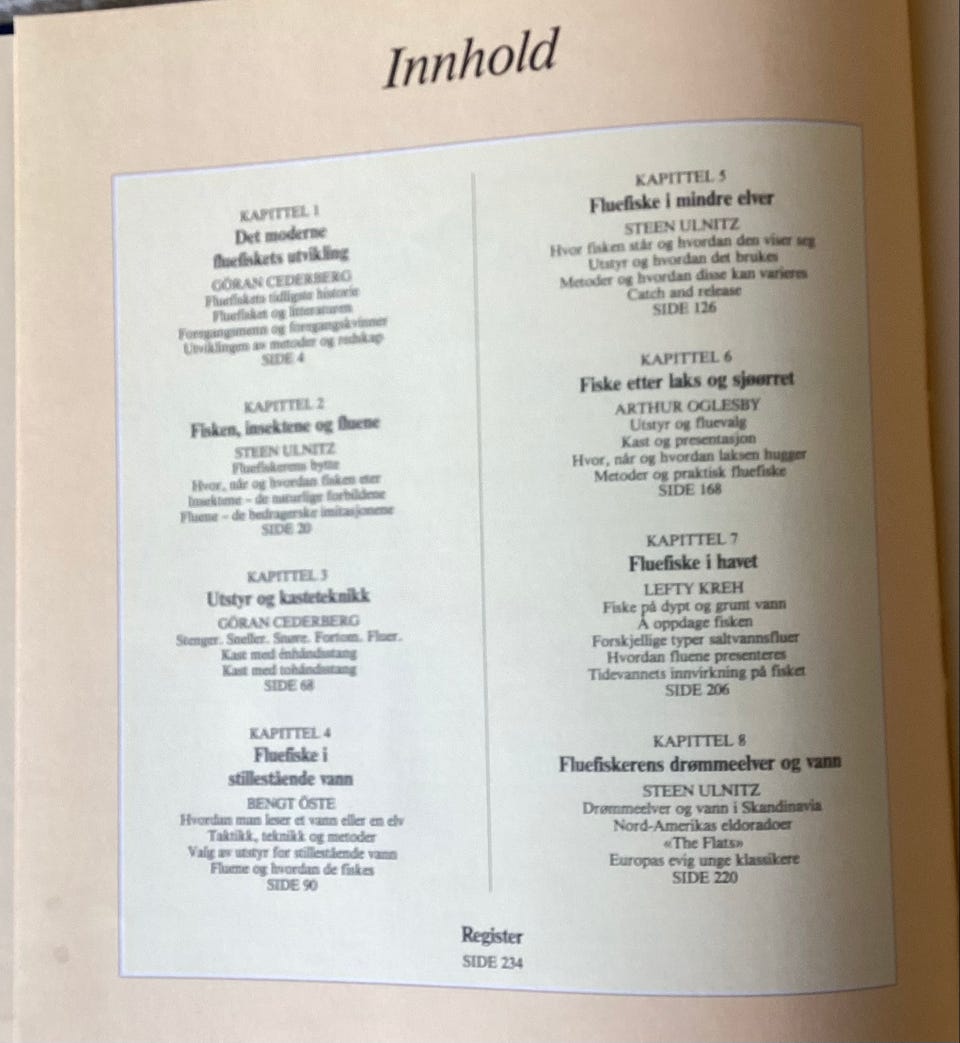 Innhold
KAPITTEL 1
Det moderne
fluefiskets utvikling
GÖRAN CEDERBERG
Fluefiskets tidligste historie
Fluefisket og litteraturen
Foregangsmenn og foregangskvinner
Utviklingen av metoder og redskap
SIDE 4
KAPITTEL 2
Fisken, insektene og fluene
STEEN ULNITZ
Fluefiskerens bytte
Hvor, når og hvordan fisken eter
Insektene – de naturlige forbildene
Fluene – de bedragerske imitasjonene
SIDE 20
KAPITTEL 3
Utstyr og kasteteknikk
GÖRAN CEDERBERG
Stenger. Sneller. Snøre. Fortom. Fluer.
Kast med énhåndsstang
Kast med tohåndsstang
SIDE 68
KAPITTEL 4
Fluefiske i
stillestående vann
BENGT ÖSTE
Hvordan man leser et vann eller en elv
Taktikk, teknikk og metoder
Valg av utstyr for stillestående vann
Fluene og hvordan de fiskes
SIDE 90
KAPITTEL 5
Fluefiske i mindre elver
STEEN ULNITZ
Hvor fisken står og hvordan den viser seg
Utstyr og hvordan det brukes
Metoder og hvordan disse kan varieres
Catch and release
SIDE 126
KAPITTEL 6
Fiske etter laks og sjøørret
ARTHUR OGLESBY
Utstyr og fluevalg
Kast og presentasjon
Hvor, når og hvordan laksen hugger
Metoder og praktisk fluefiske
SIDE 168
KAPITTEL 7
Fluefiske i havet
LEFTY KREH
Fiske på dypt og grunt vann
Å oppdage fisken
Forskjellige typer saltvannsfluer
Hvordan fluene presenteres
Tidevannets innvirkning på fisket
SIDE 206
KAPITTEL 8
Fluefiskerens drømmeelver og vann
STEEN ULNITZ
Drømmeelver og vann i Skandinavia
Nord-Amerikas eldoradoer
«The Flats»
Europas evig unge klassikere
SIDE 220
Register
SIDE 234